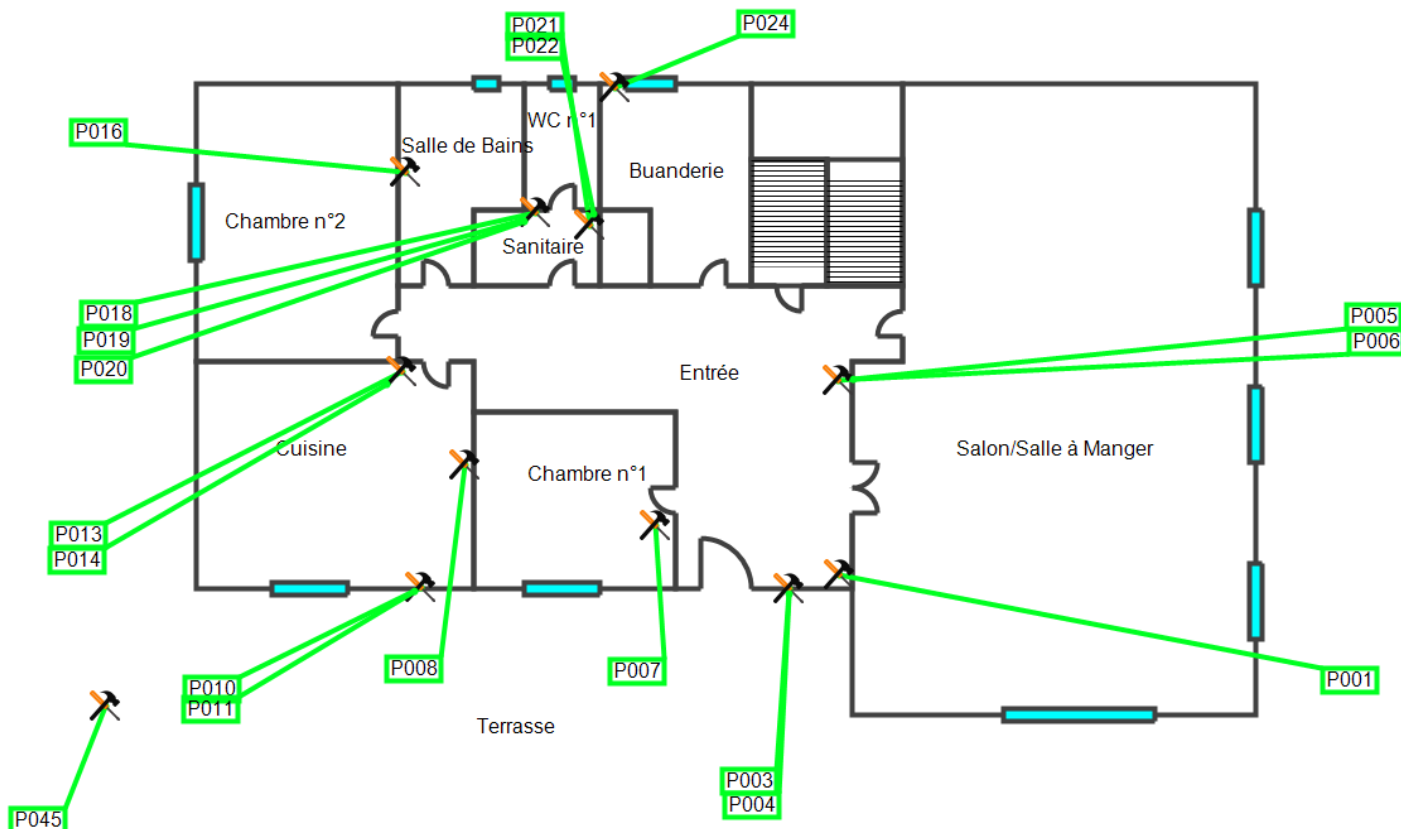 P021
P024
P022
WC n°1
P016
Salle de Bains
Buanderie
Chambre n°2
Sanitaire
P018
P005
P019
P006
P020
Entrée
Cuisine
Salon/Salle à Manger
Chambre n°1
P013
P014
P008
P007
P001
P010
P011
Terrasse
P003
P004
P045